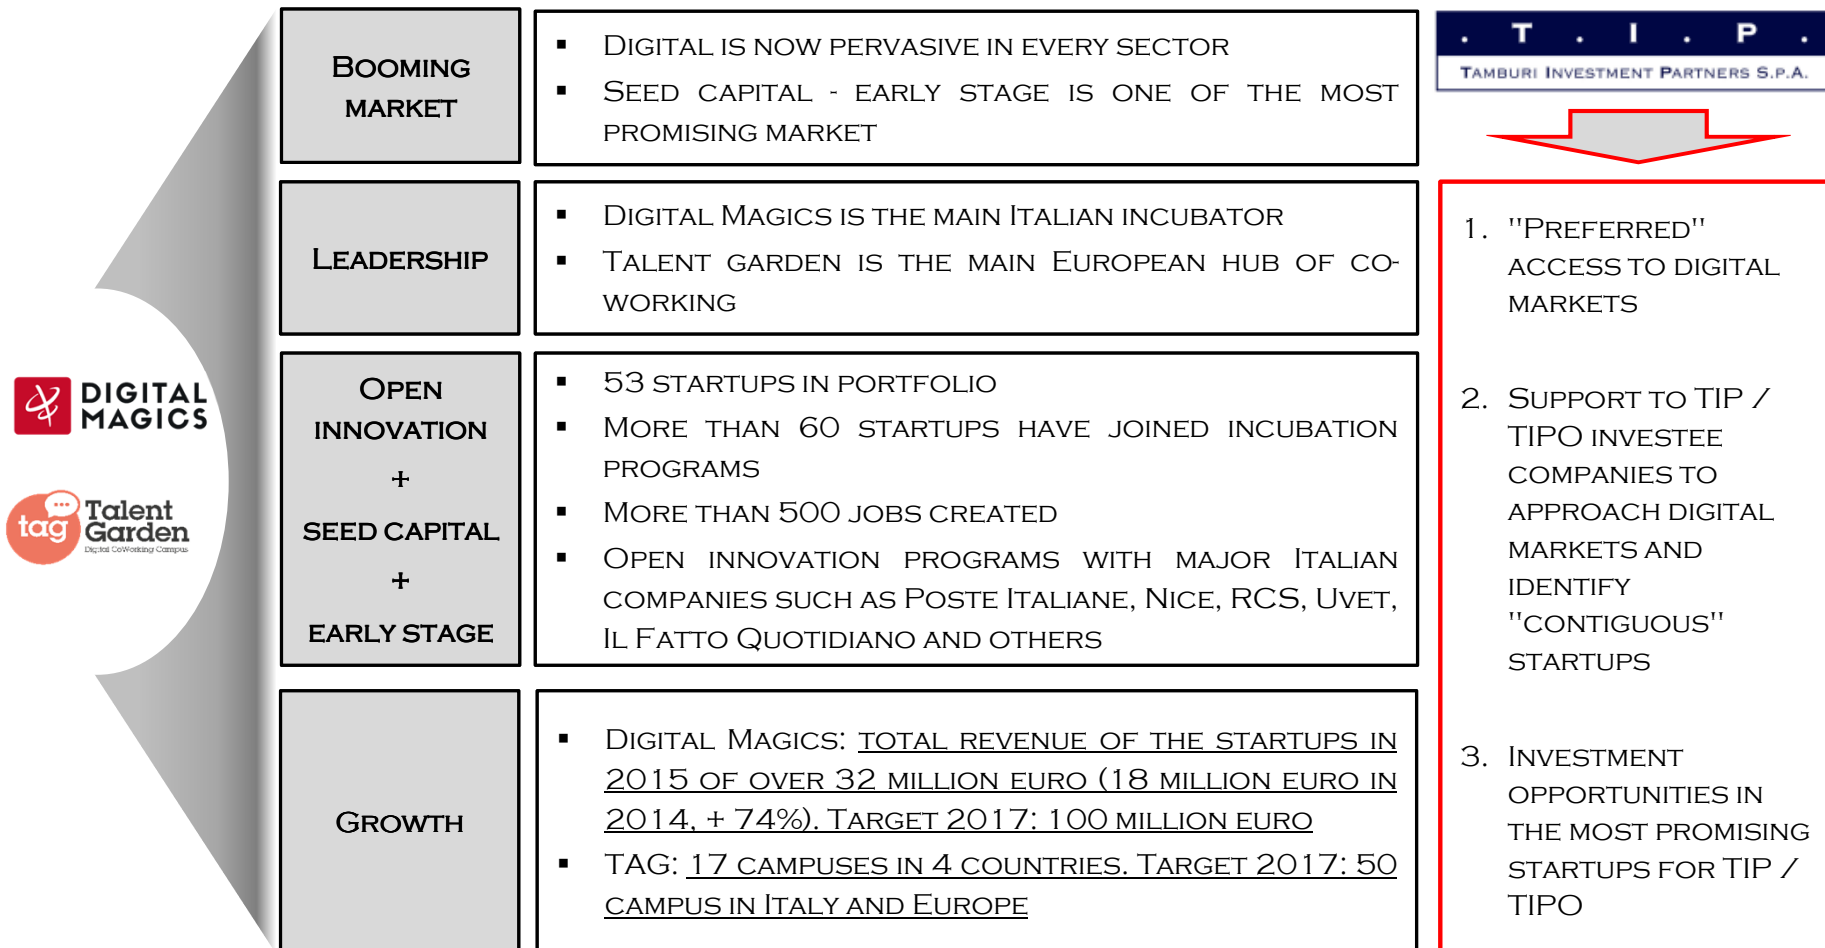 BOOMING
MARKET
▪ DIGITAL IS NOW PERVASIVE IN EVERY SECTOR
▪ SEED CAPITAL - EARLY STAGE IS ONE OF THE MOST
PROMISING MARKET
LEADERSHIP
▪ DIGITAL MAGICS IS THE MAIN ITALIAN INCUBATOR
▪ TALENT GARDEN IS THE MAIN EUROPEAN HUB OF CO-
WORKING
DIGITAL
MAGICS
tag
Talent
Garden
Digital CoWorking Campus
OPEN
INNOVATION
+
SEED CAPITAL
+
EARLY STAGE
▪ 53 STARTUPS IN PORTFOLIO
▪ MORE THAN 60 STARTUPS HAVE JOINED INCUBATION
PROGRAMS
▪ MORE THAN 500 JOBS CREATED
▪ OPEN INNOVATION PROGRAMS WITH MAJOR ITALIAN
COMPANIES SUCH AS POSTE ITALIANE, NICE, RCS, UVET,
IL FATTO QUOTIDIANO AND OTHERS
GROWTH
▪ DIGITAL MAGICS: TOTAL REVENUE OF THE STARTUPS IN
2015 OF OVER 32 MILLION EURO (18 MILLION EURO IN
2014, + 74%). TARGET 2017: 100 MILLION EURO
▪ TAG: 17 CAMPUSES IN 4 COUNTRIES. TARGET 2017: 50
CAMPUS IN ITALY AND EUROPE
. T . I . P .
TAMBURI INVESTMENT PARTNERS S.P.A.
1. "PREFERRED"
ACCESS TO DIGITAL
MARKETS
2. SUPPORT TO TIP /
TIPO INVESTEE
COMPANIES TO
APPROACH DIGITAL
MARKETS AND
IDENTIFY
"CONTIGUOUS"
STARTUPS
3. INVESTMENT
OPPORTUNITIES IN
THE MOST PROMISING
STARTUPS FOR TIP /
TIPO